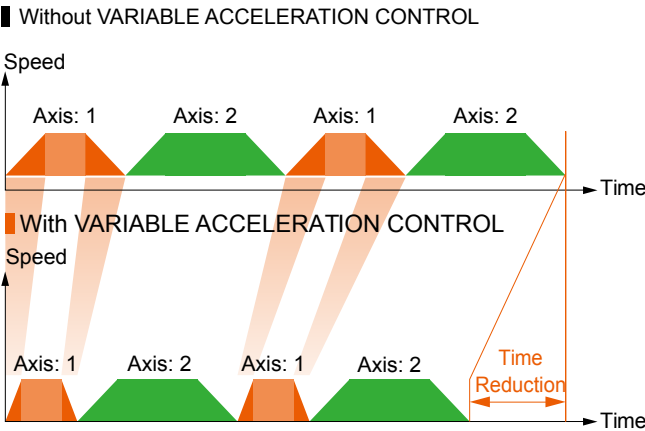 Without VARIABLE ACCELERATION CONTROL
Speed
Axis: 1 Axis: 2 Axis: 1 Axis: 2
Time
With VARIABLE ACCELERATION CONTROL
Speed
Axis: 1 Axis: 2 Axis: 1 Axis: 2
Time
Reduction
Time